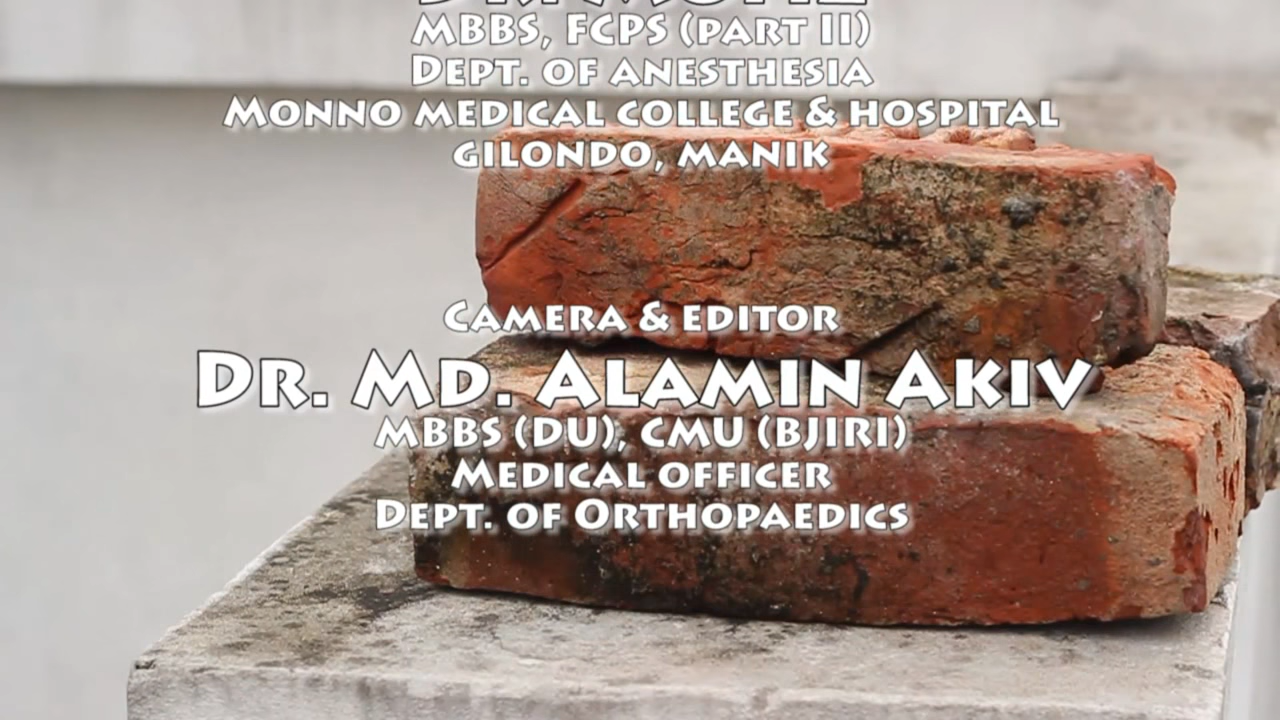 MBBS, FCPS (PART II)
DEPT. OF ANESTHESIA
MONNO MEDICAL COLLEGE & HOSPITAL
GILONDO, MANIK
CAMERA & EDITOR
DR. MD. ALAMIN AKIV
MBBS (DU), CMU (BJIRI)
MEDICAL OFFICER
DEPT. OF ORTHOPAEDICS